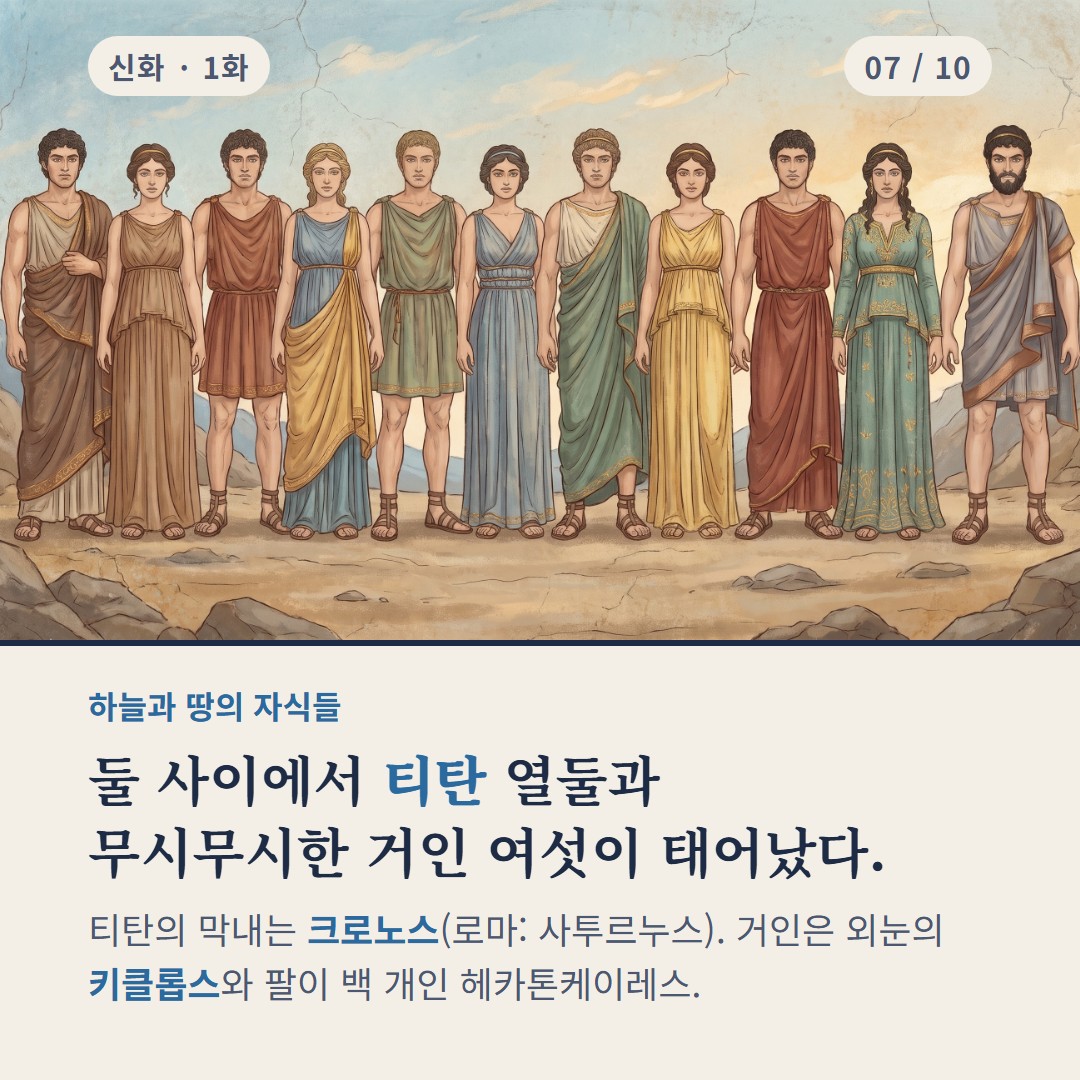 신화 · 1화
07 / 10
하늘과 땅의 자식들
둘 사이에서 티탄 열둘과
무시무시한 거인 여섯이 태어났다.
티탄의 막내는 크로노스(로마: 사투르누스). 거인은 외눈의
키클롭스와 팔이 백 개인 헤카톤케이레스.